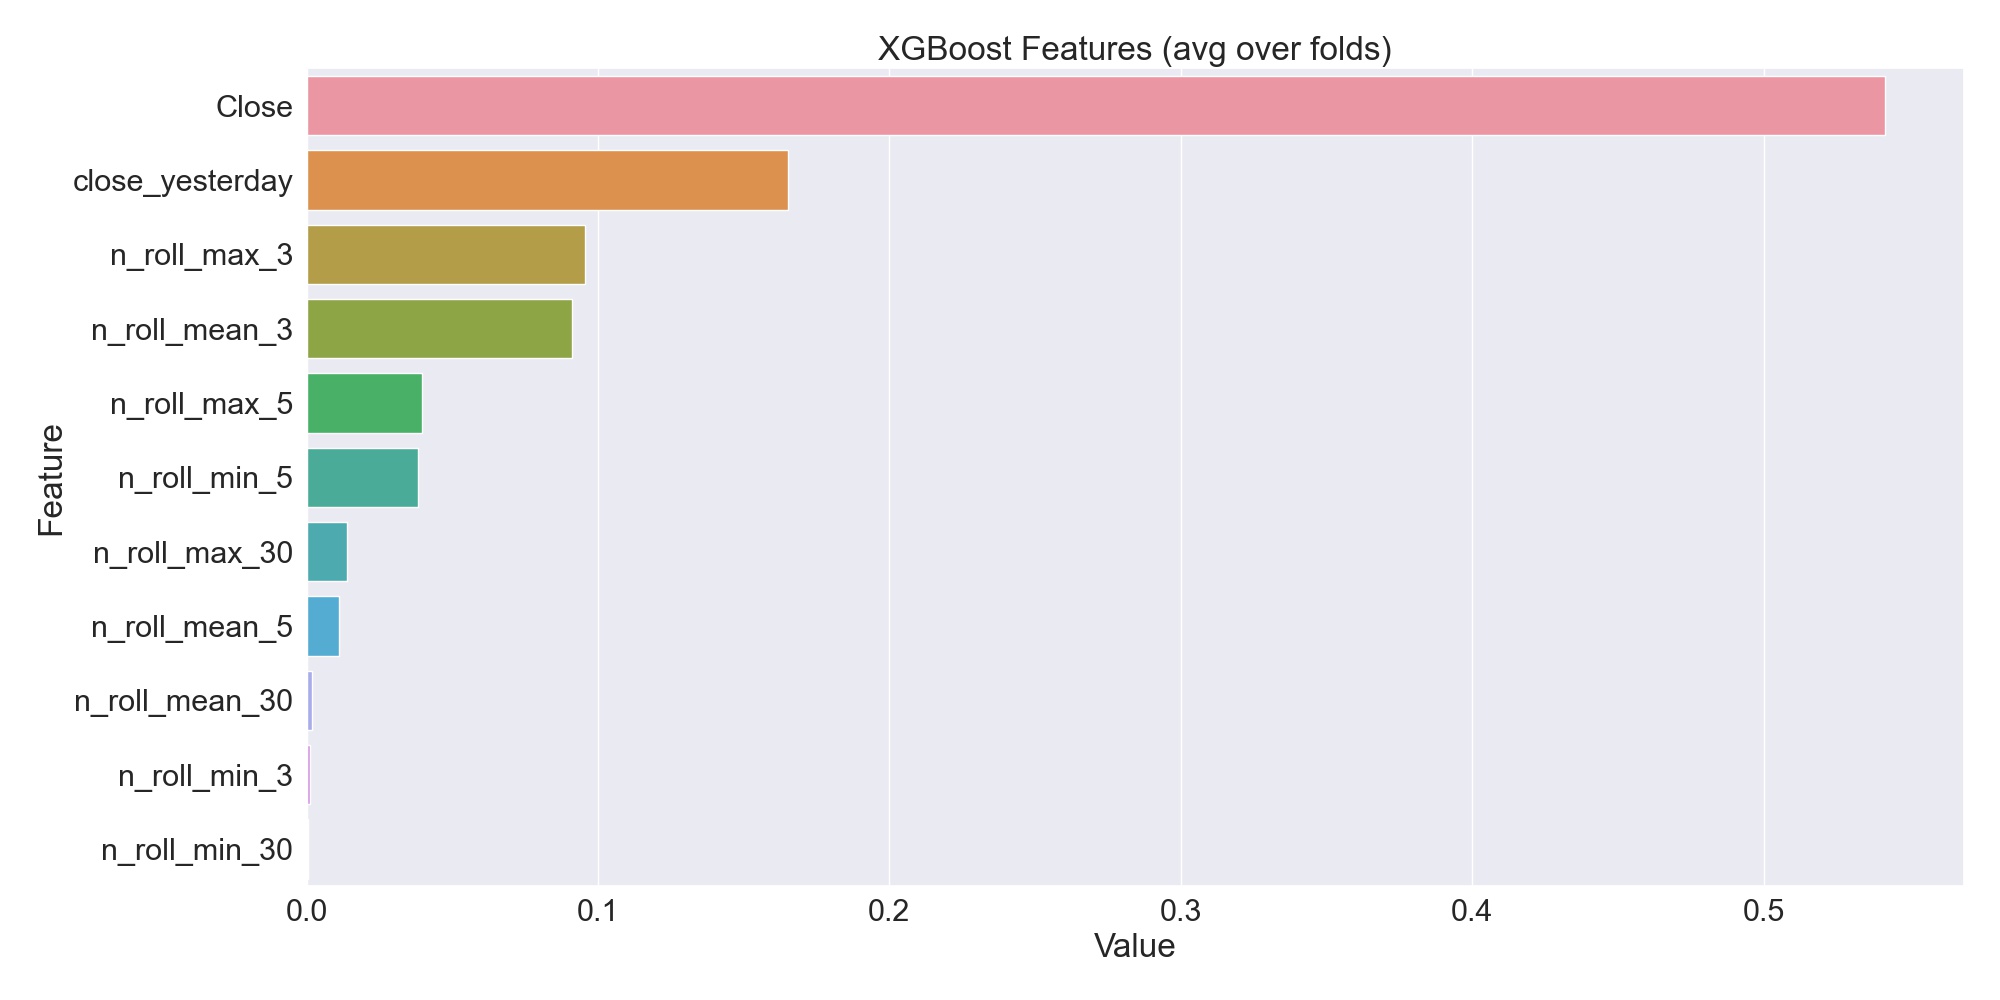 XGBoost Features (avg over folds)
Close
close_yesterday
n_roll_max_3
n_roll_mean_3
n_roll_max_5
n_roll_min_5
n_roll_max_30
n_roll_mean_5
n_roll_mean_30
n_roll_min_3
n_roll_min_30
Feature
0.0 0.1 0.2 0.3 0.4 0.5
Value